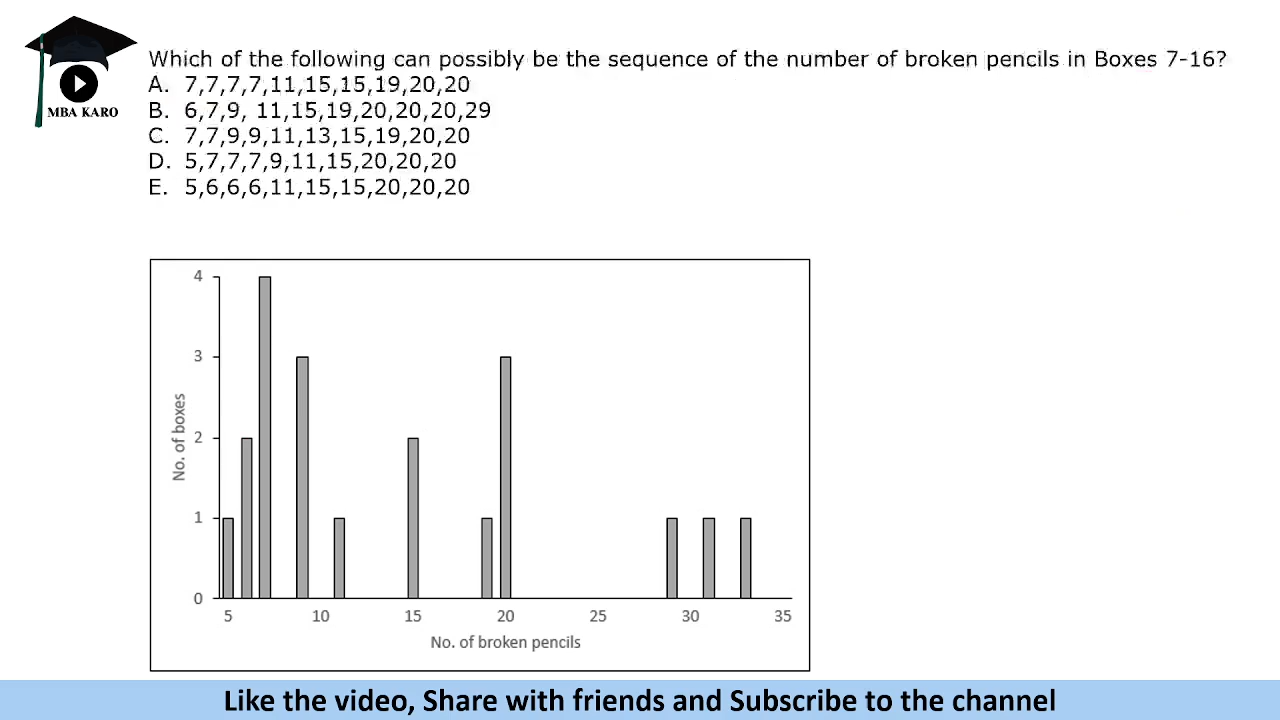 MBA KARO
Which of the following can possibly be the sequence of the number of broken pencils in Boxes 7-16?
A. 7,7,7,7,11,15,15,19,20,20
B. 6,7,9, 11,15,19,20,20,20,29
C. 7,7,9,9,11,13,15,19,20,20
D. 5,7,7,7,9,11,15,20,20,20
E. 5,6,6,6,11,15,15,20,20,20
4
3
2
1
0
No. of boxes
5 10 15 20 25 30 35
No. of broken pencils
Like the video, Share with friends and Subscribe to the channel